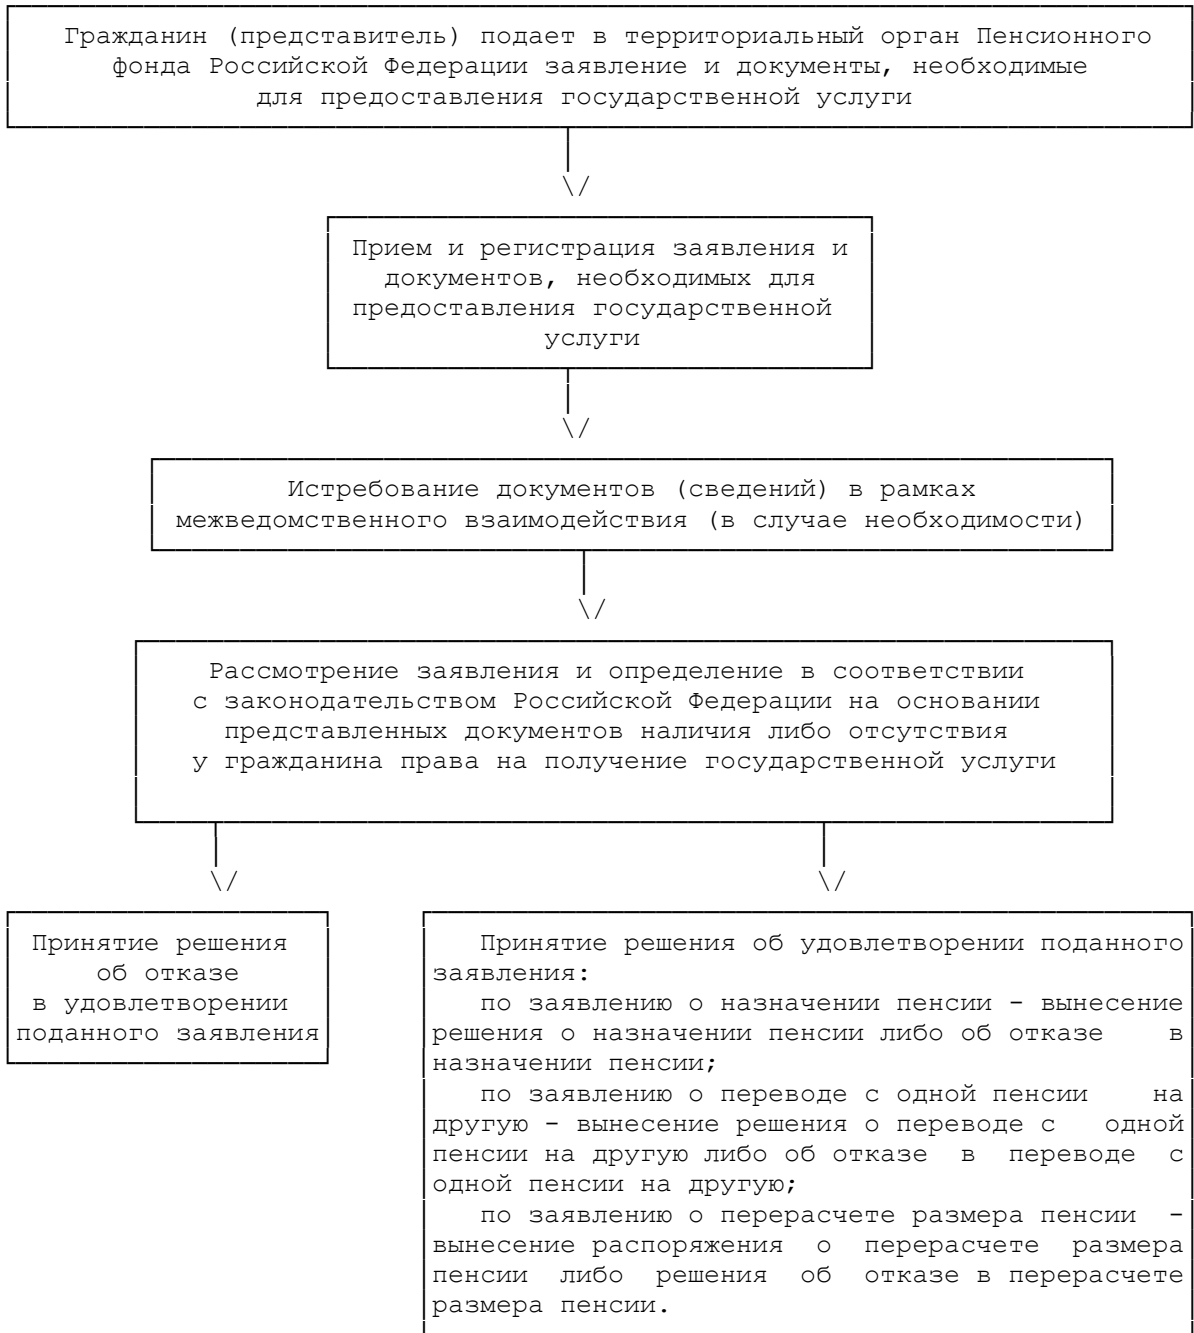 Гражданин (представитель) подает в территориальный орган Пенсионного
фонда Российской Федерации заявление и документы, необходимые
для предоставления государственной услуги
Прием и регистрация заявления и
документов, необходимых для
предоставления государственной
услуги
Истребование документов (сведений) в рамках
межведомственного взаимодействия (в случае необходимости)
Рассмотрение заявления и определение в соответствии
с законодательством Российской Федерации на основании
представленных документов наличия либо отсутствия
у гражданина права на получение государственной услуги
Принятие решения
об отказе
в удовлетворении
поданного заявления
Принятие решения об удовлетворении поданного
заявления:
по заявлению о назначении пенсии - вынесение
решения о назначении пенсии либо об отказе в
назначении пенсии;
по заявлению о переводе с одной пенсии на
другую - вынесение решения о переводе с одной
пенсии на другую либо об отказе в переводе с
одной пенсии на другую;
по заявлению о перерасчете размера пенсии -
вынесение распоряжения о перерасчете размера
пенсии либо решения об отказе в перерасчете
размера пенсии.